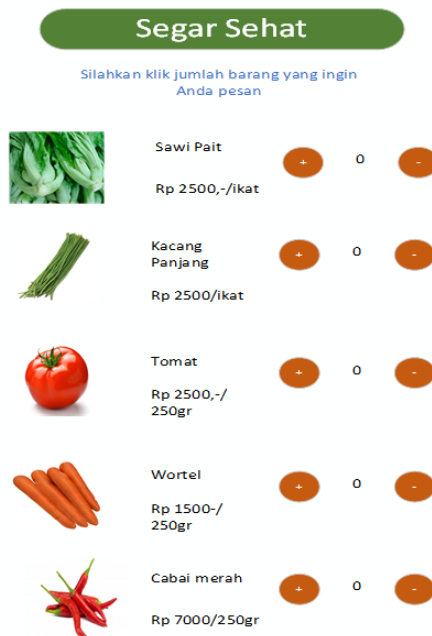 Segar Sehat
Silahkan klik jumlah barang yang ingin
Anda pesan
Sawi Pait
+ 0 -
Rp 2500,-/ikat
Kacang
Panjang
+ 0 -
Rp 2500/ikat
Tomat
+ 0 -
Rp 2500,-/
250gr
Wortel
+ 0 -
Rp 1500-/
250gr
Cabai merah
+ 0 -
Rp 7000/250gr